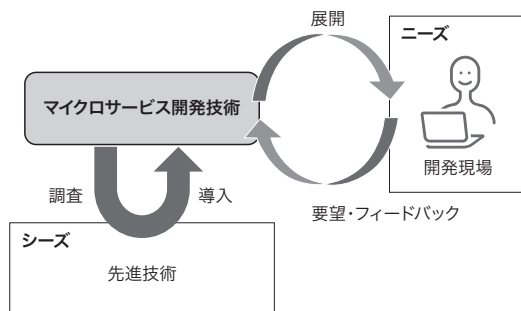 展開
ニーズ
マイクロサービス開発技術
開発現場
調査
導入
要望・フィードバック
シーズ
先進技術